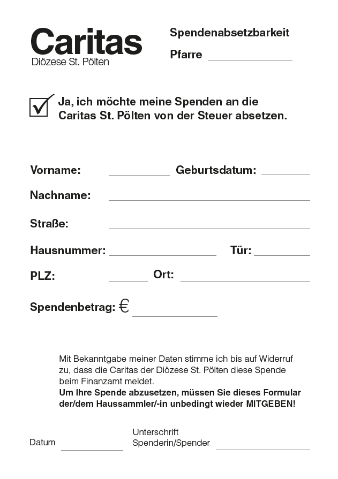 Caritas
Diözese St. Pölten
Spendenabsetzbarkeit
Pfarre
Ja, ich möchte meine Spenden an die
Caritas St. Pölten von der Steuer absetzen.
Vorname: Geburtsdatum:
Nachname:
Straße:
Hausnummer: Tür:
PLZ: Ort:
Spendenbetrag: €
Mit Bekanntgabe meiner Daten stimme ich bis auf Widerruf
zu, dass die Caritas der Diözese St. Pölten diese Spende
beim Finanzamt meldet.
Um Ihre Spende abzusetzen, müssen Sie dieses Formular
der/dem Haussammler/-in unbedingt wieder MITGEBEN!
Datum
Unterschrift
Spenderin/Spender